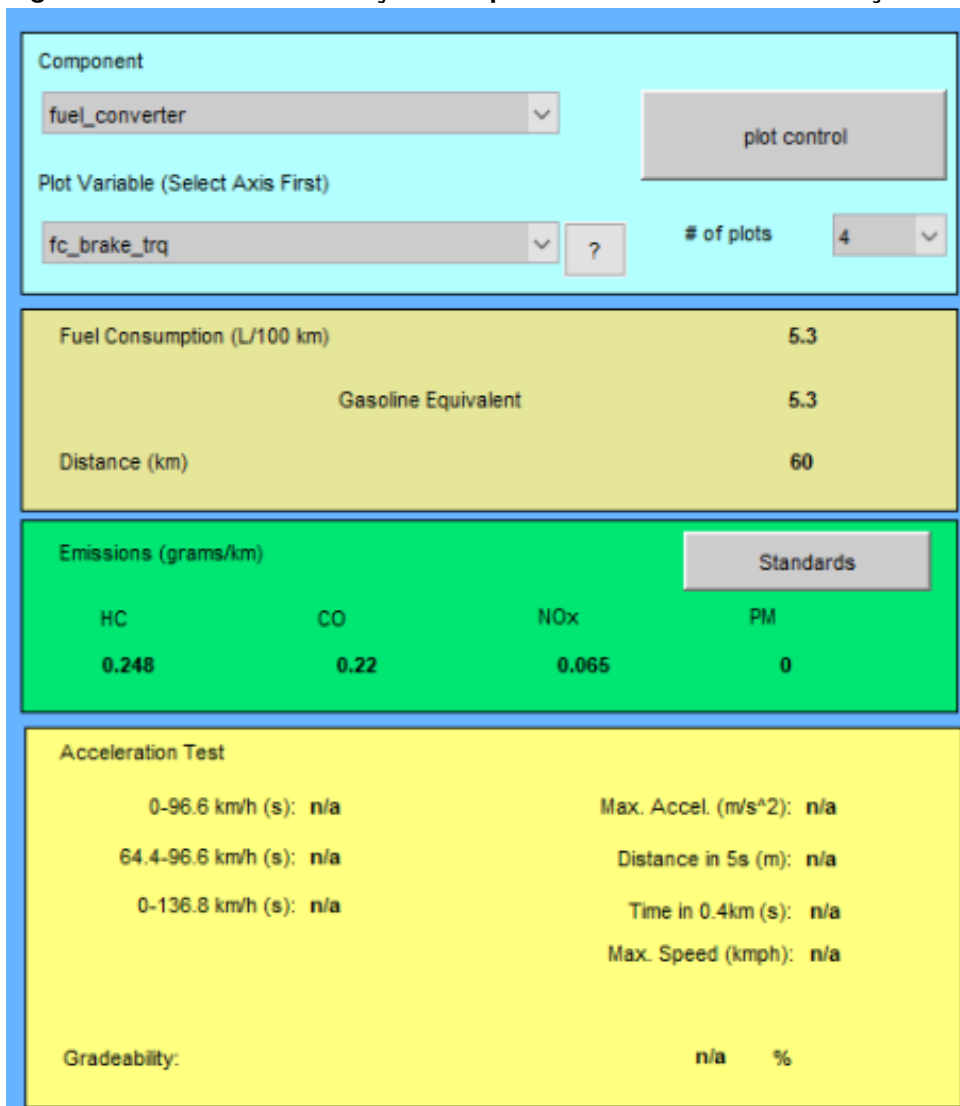 Component
fuel_converter
plot control
Plot Variable (Select Axis First)
fc_brake_trq
?
# of plots
4
Fuel Consumption (L/100 km) 5.3
Gasoline Equivalent 5.3
Distance (km) 60
Emissions (grams/km)
Standards
HC CO NOx PM
0.248 0.22 0.065 0
Acceleration Test
0-96.6 km/h (s): n/a Max. Accel. (m/s^2): n/a
64.4-96.6 km/h (s): n/a Distance in 5s (m): n/a
0-136.8 km/h (s): n/a Time in 0.4km (s): n/a
Max. Speed (kmph): n/a
Gradeability: n/a %